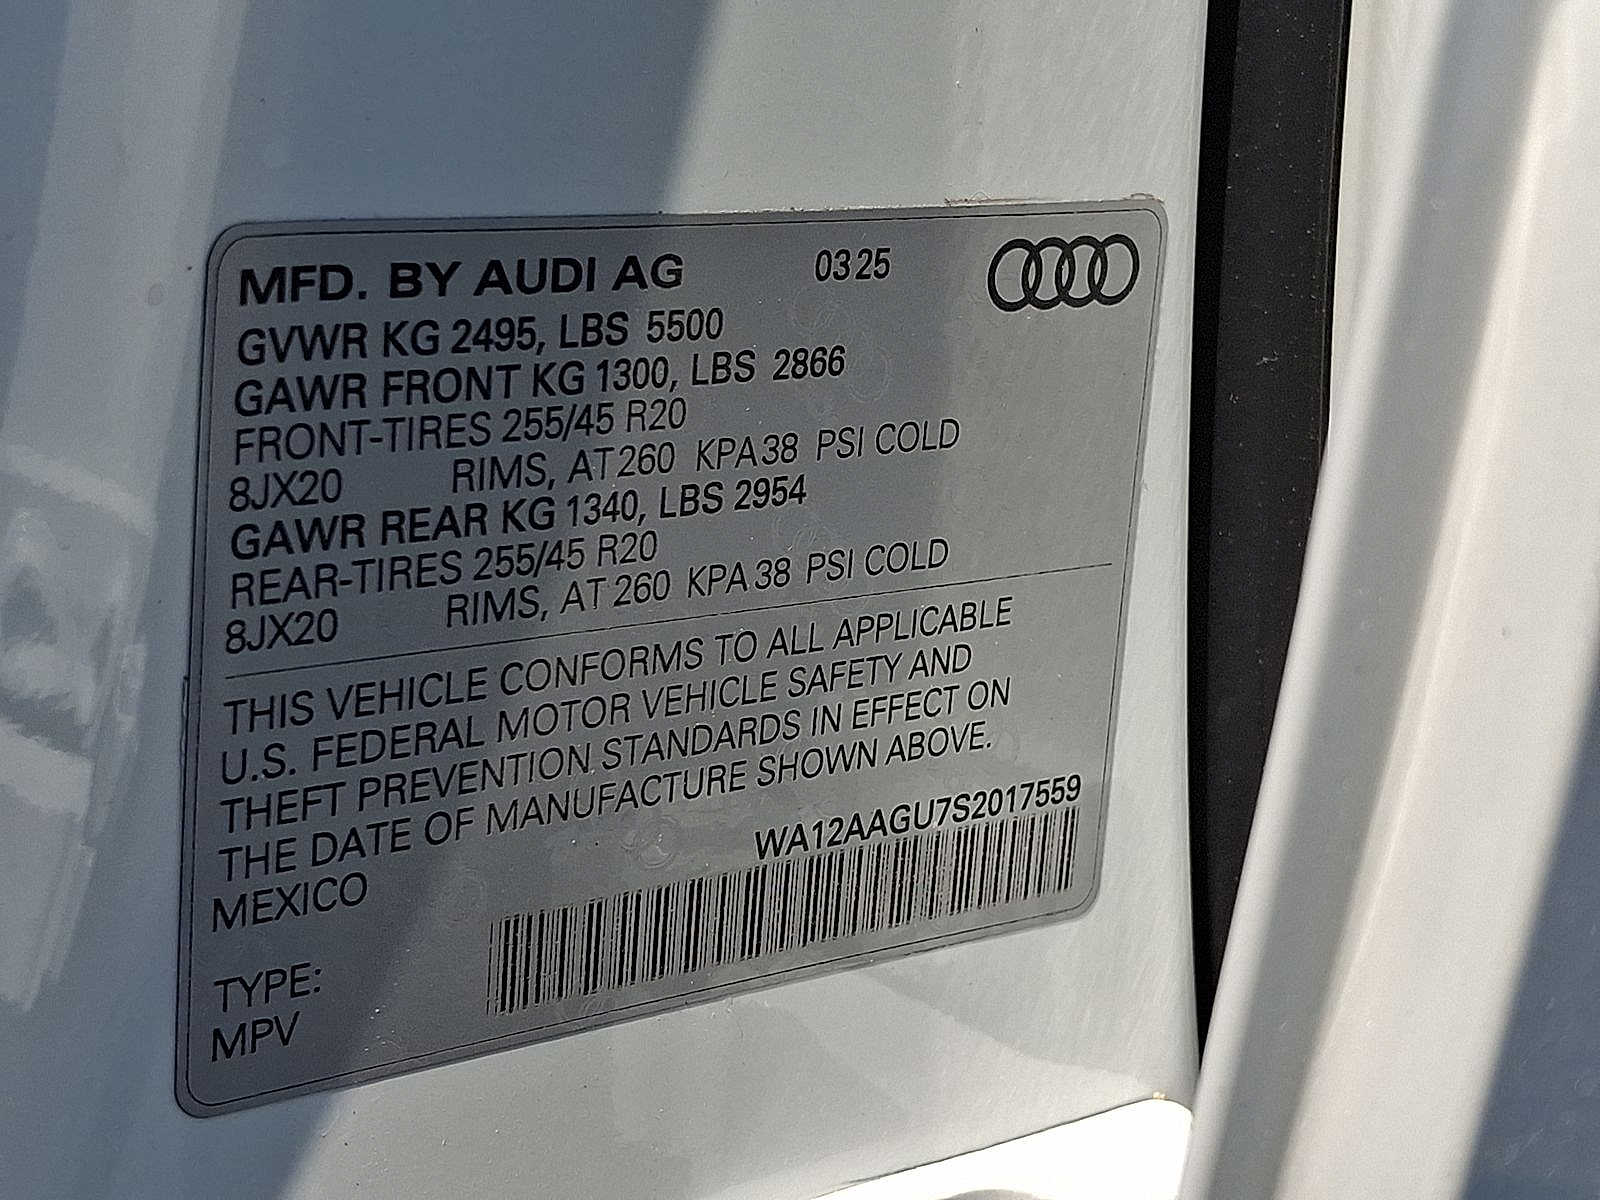 MFD. BY AUDI AG 0325
GVWR KG 2495, LBS 5500
GAWR FRONT KG 1300, LBS 2866
FRONT-TIRES 255/45 R20
8JX20 RIMS, AT 260 KPA 38 PSI COLD
GAWR REAR KG 1340, LBS 2954
REAR-TIRES 255/45 R20
8JX20 RIMS, AT 260 KPA 38 PSI COLD
THIS VEHICLE CONFORMS TO ALL APPLICABLE
U.S. FEDERAL MOTOR VEHICLE SAFETY AND
THEFT PREVENTION STANDARDS IN EFFECT ON
THE DATE OF MANUFACTURE SHOWN ABOVE.
MEXICO WA12AAGU7S2017559
TYPE:
MPV